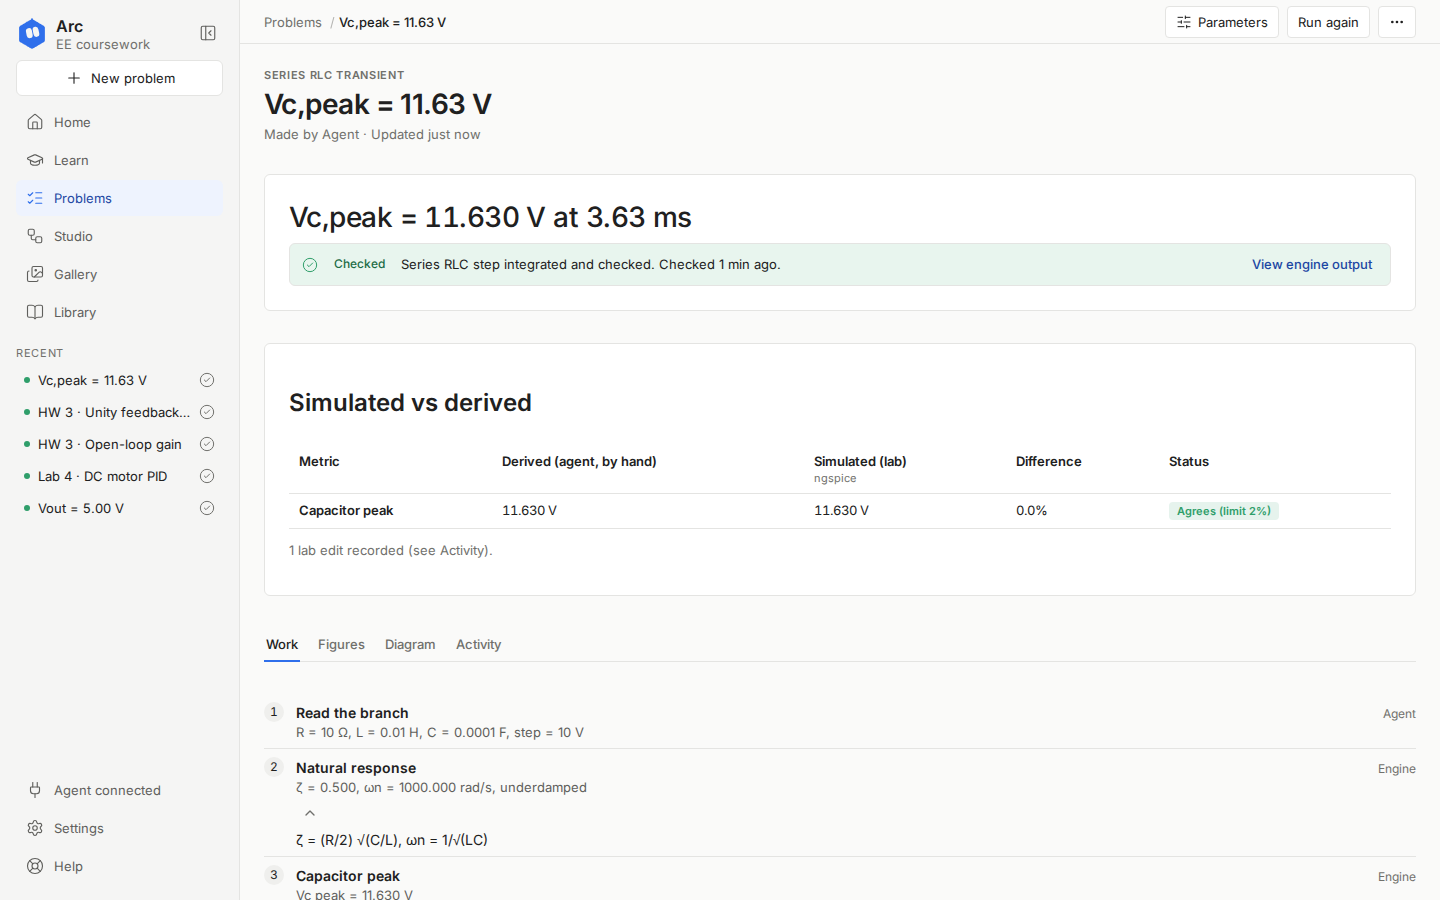 Arc
EE coursework
New problem
Home
Learn
Problems
Studio
Gallery
Library
RECENT
Vc,peak = 11.63 V
HW 3 · Unity feedback...
HW 3 · Open-loop gain
Lab 4 · DC motor PID
Vout = 5.00 V
Agent connected
Settings
Help
Problems / Vc,peak = 11.63 V
Parameters
Run again
SERIES RLC TRANSIENT
Vc,peak = 11.63 V
Made by Agent · Updated just now
Vc,peak = 11.630 V at 3.63 ms
Checked Series RLC step integrated and checked. Checked 1 min ago. View engine output
Simulated vs derived
Metric Derived (agent, by hand) Simulated (lab) Difference Status
ngspice
Capacitor peak 11.630 V 11.630 V 0.0% Agrees (limit 2%)
1 lab edit recorded (see Activity).
Work Figures Diagram Activity
1 Read the branch Agent
R = 10 Ω, L = 0.01 H, C = 0.0001 F, step = 10 V
2 Natural response Engine
ζ = 0.500, ωn = 1000.000 rad/s, underdamped
ζ = (R/2) √(C/L), ωn = 1/√(LC)
3 Capacitor peak Engine
Vc peak = 11.630 V